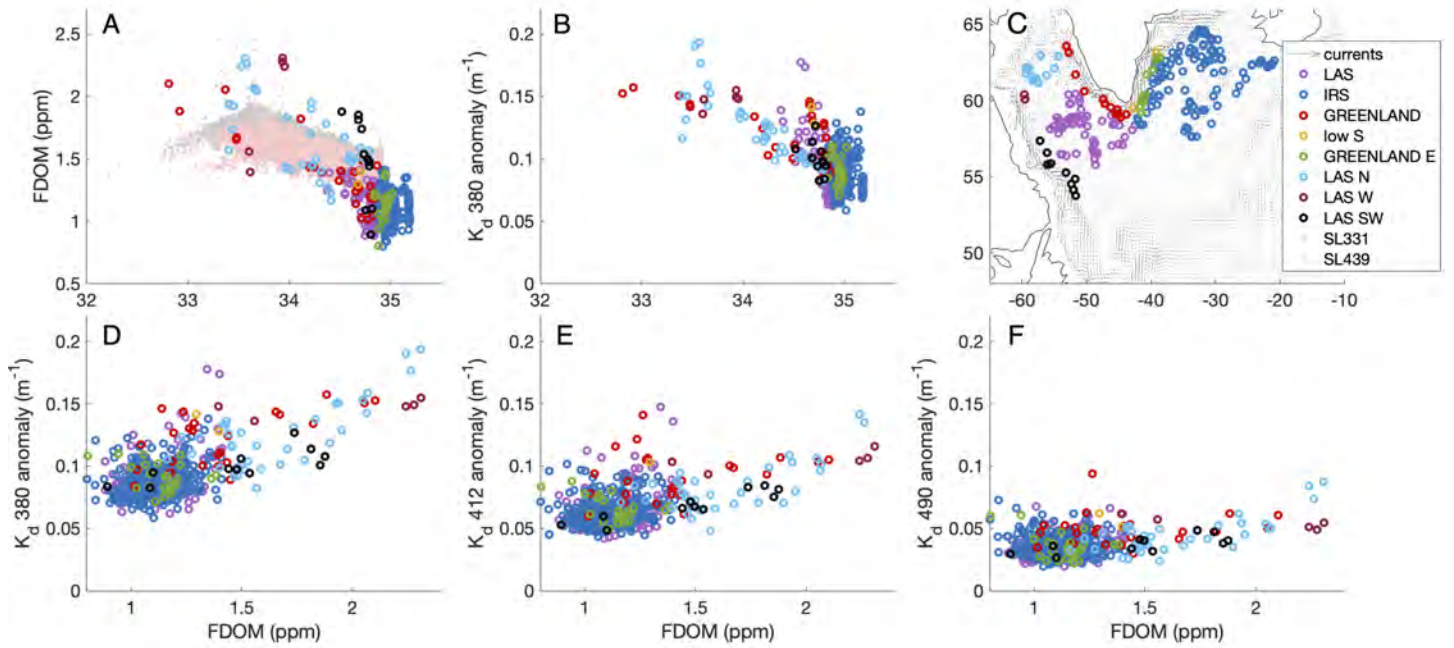 A
FDOM (ppm)
2.5
2
1.5
1
0.5
32
33
34
35
B
K_d 380 anomaly (m⁻¹)
0.2
0.15
0.1
0.05
0
32
33
34
35
C
65
60
55
50
-60
-50
-40
-30
-20
-10
currents
LAS
IRS
GREENLAND
low S
GREENLAND E
LAS N
LAS W
LAS SW
SL331
SL439
D
K_d 380 anomaly (m⁻¹)
0.2
0.15
0.1
0.05
0
1
1.5
2
FDOM (ppm)
E
K_d 412 anomaly (m⁻¹)
0.2
0.15
0.1
0.05
0
1
1.5
2
FDOM (ppm)
F
K_d 490 anomaly (m⁻¹)
0.2
0.15
0.1
0.05
0
1
1.5
2
FDOM (ppm)